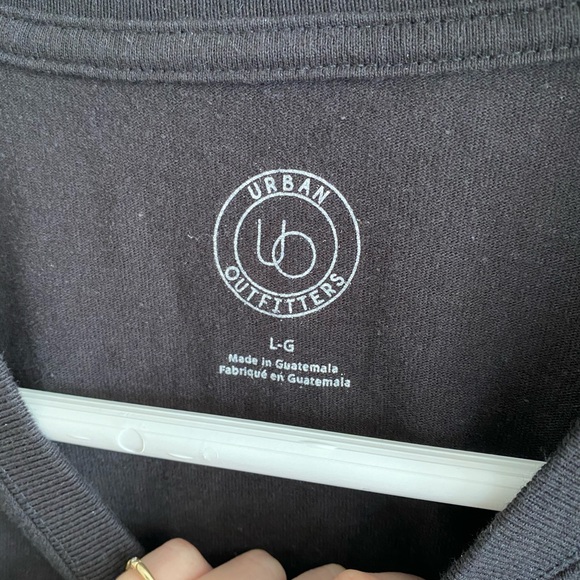 URBAN
UO
OUTFITTERS
L-G
Made in Guatemala
Fabriqué en Guatemala